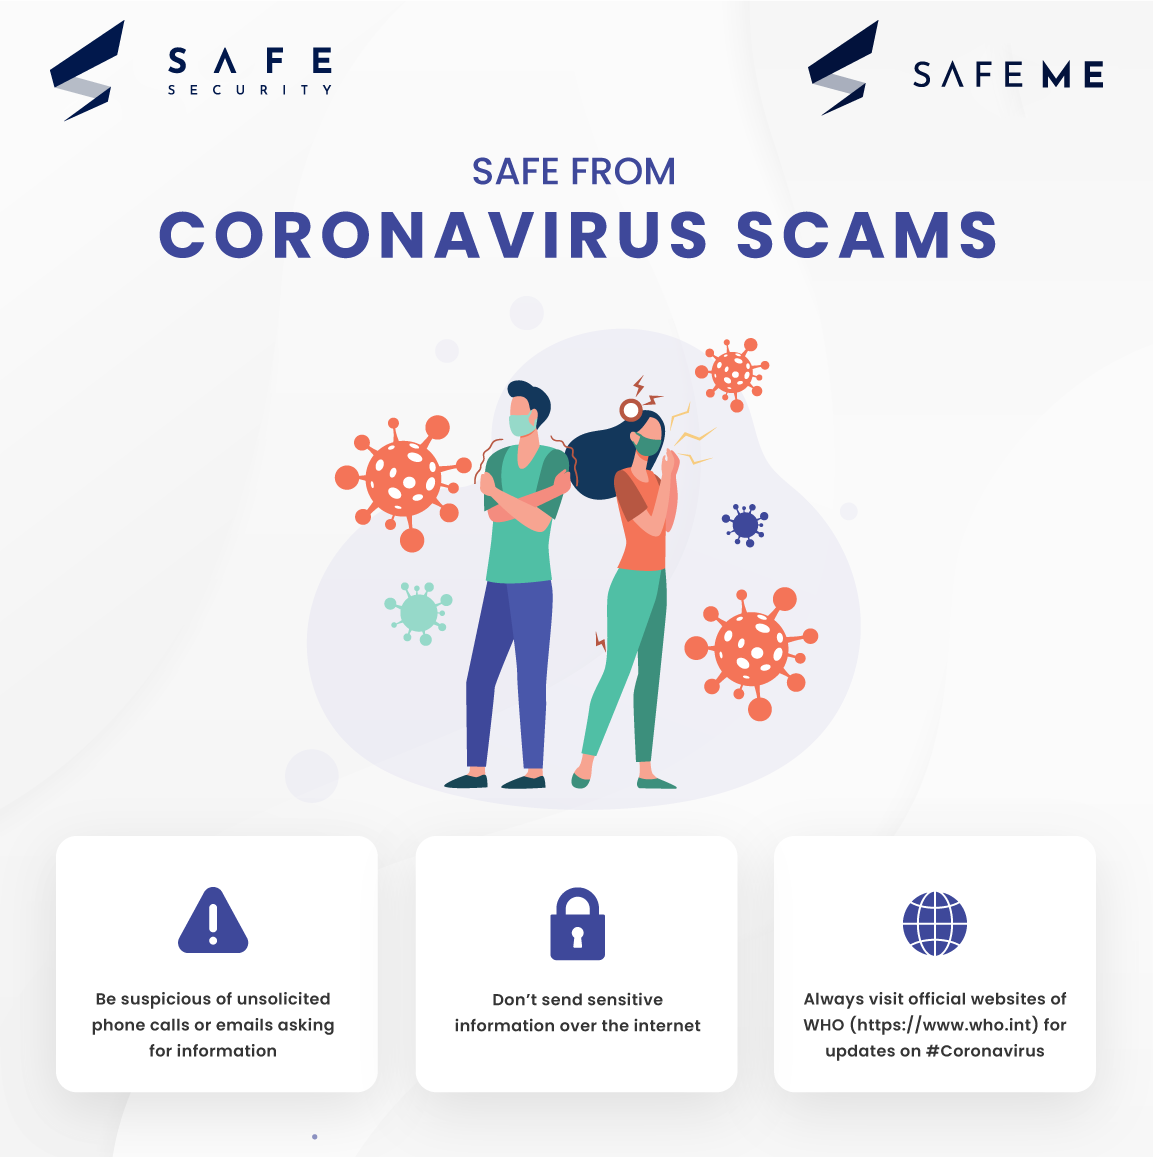 SAFE
SECURITY
SAFE ME
SAFE FROM
CORONAVIRUS SCAMS
Be suspicious of unsolicited
phone calls or emails asking
for information
Don’t send sensitive
information over the internet
Always visit official websites of
WHO (https://www.who.int) for
updates on #Coronavirus